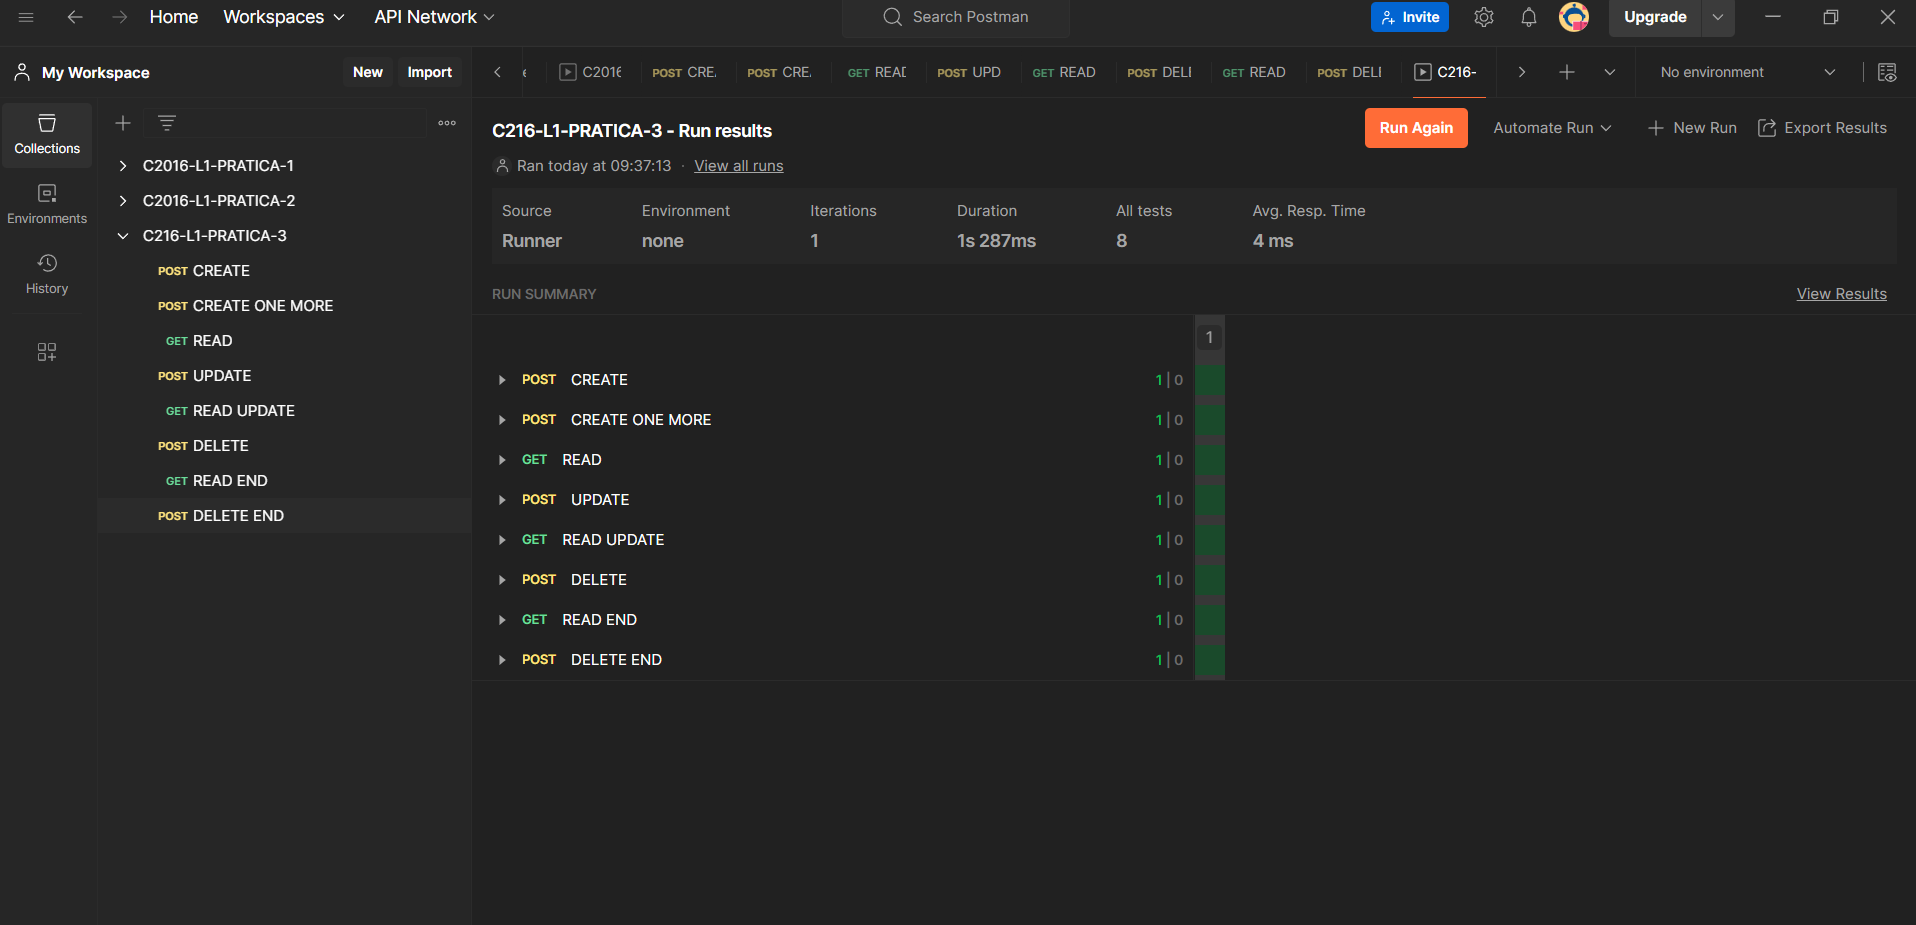 Home Workspaces API Network Search Postman Invite Upgrade
My Workspace New Import
C2016 POST CRE. POST CRE. GET READ POST UPD GET READ POST DELI GET READ POST DELE C216- No environment
Collections
Environments
History
C2016-L1-PRATICA-1
C2016-L1-PRATICA-2
C216-L1-PRATICA-3
POST CREATE
POST CREATE ONE MORE
GET READ
POST UPDATE
GET READ UPDATE
POST DELETE
GET READ END
POST DELETE END
C216-L1-PRATICA-3 - Run results
Run Again Automate Run New Run Export Results
Ran today at 09:37:13 · View all runs
Source Environment Iterations Duration All tests Avg. Resp. Time
Runner none 1 1s 287ms 8 4 ms
RUN SUMMARY View Results
1
POST CREATE 1 | 0
POST CREATE ONE MORE 1 | 0
GET READ 1 | 0
POST UPDATE 1 | 0
GET READ UPDATE 1 | 0
POST DELETE 1 | 0
GET READ END 1 | 0
POST DELETE END 1 | 0